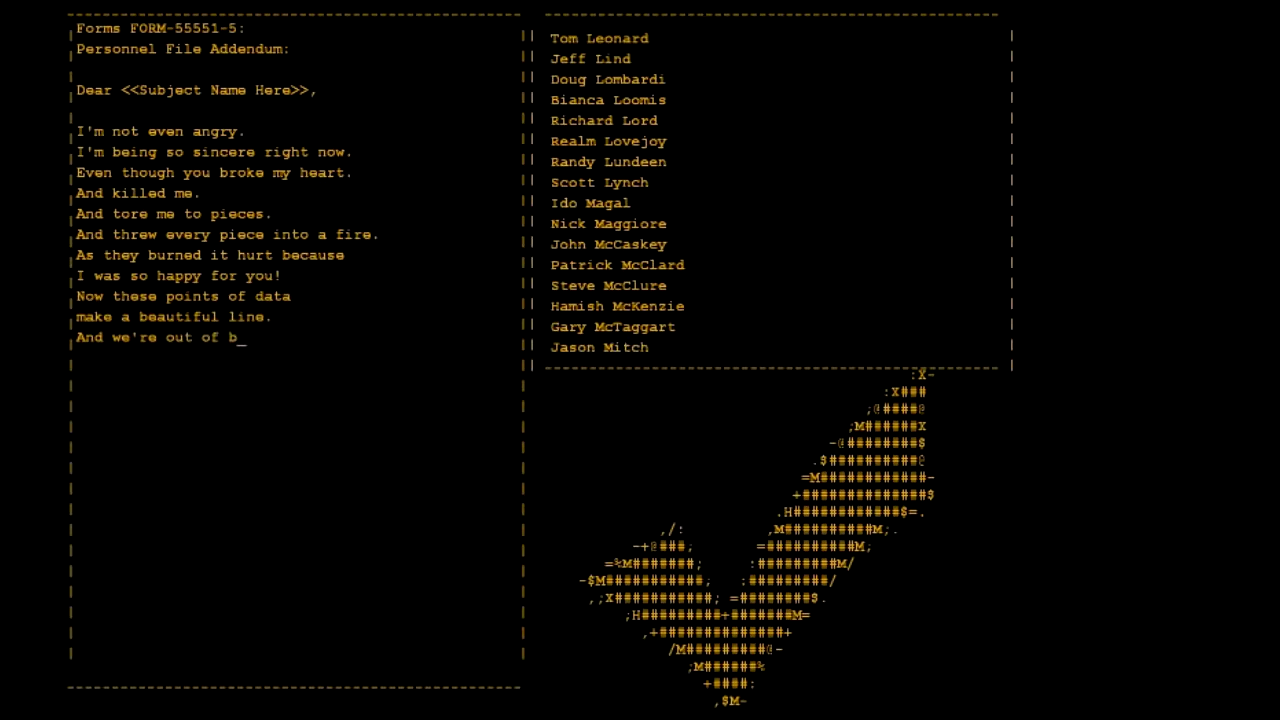 Forms FORM-55551-5:
Personnel File Addendum:
Dear <<Subject Name Here>>,
I'm not even angry.
I'm being so sincere right now.
Even though you broke my heart.
And killed me.
And tore me to pieces.
And threw every piece into a fire.
As they burned it hurt because
I was so happy for you!
Now these points of data
make a beautiful line.
And we're out of b_
Tom Leonard
Jeff Lind
Doug Lombardi
Bianca Loomis
Richard Lord
Realm Lovejoy
Randy Lundeen
Scott Lynch
Ido Magal
Nick Maggiore
John McCaskey
Patrick McClard
Steve McClure
Hamish McKenzie
Gary McTaggart
Jason Mitch